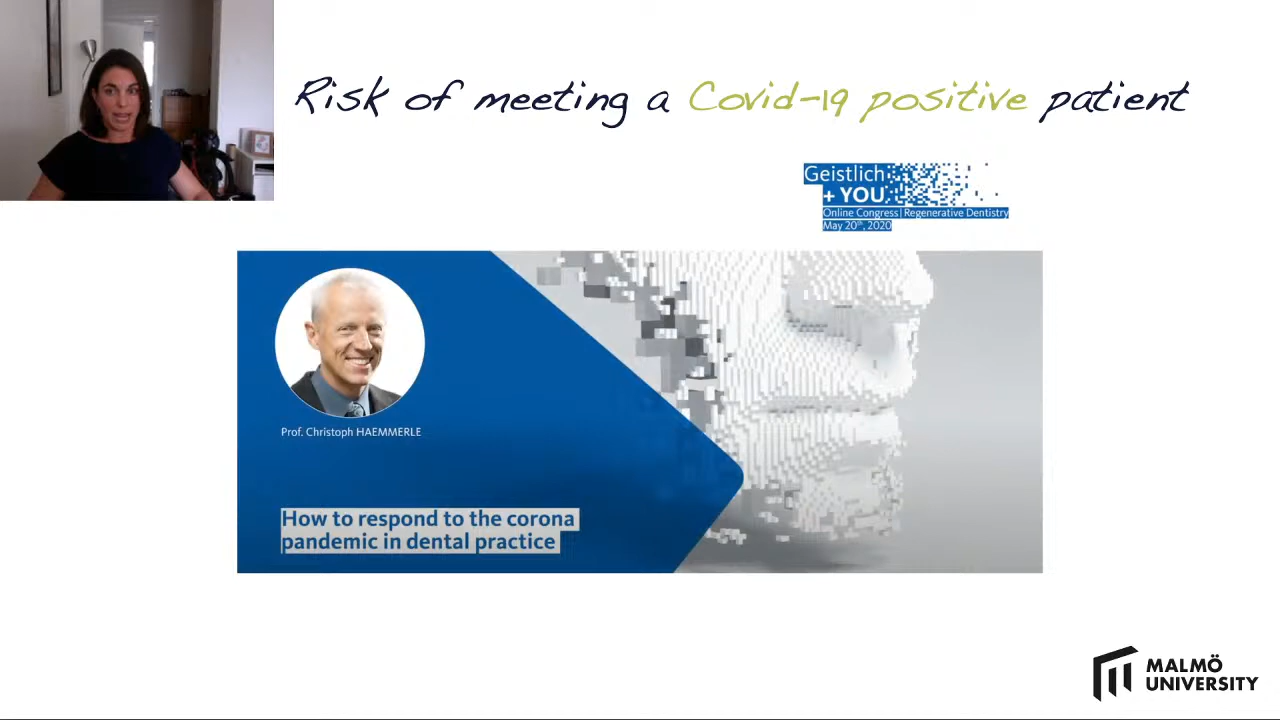 Risk of meeting a Covid-19 positive patient
Geistlich
+ YOU
Online Congress | Regenerative Dentistry
May 20th, 2020
Prof. Christoph HAEMMERLE
How to respond to the corona
pandemic in dental practice
MALMÖ
UNIVERSITY